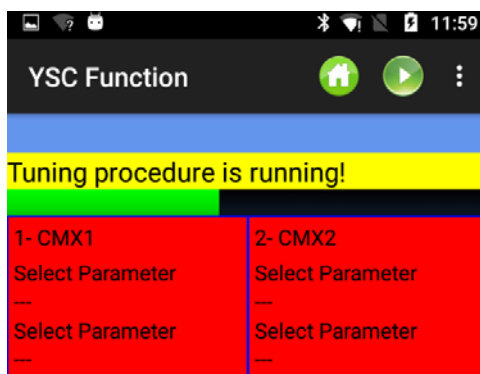 ? ! 11:59
YSC Function
Tuning procedure is running!
1- CMX1
2- CMX2
Select Parameter
Select Parameter
---
---
Select Parameter
Select Parameter
---
---